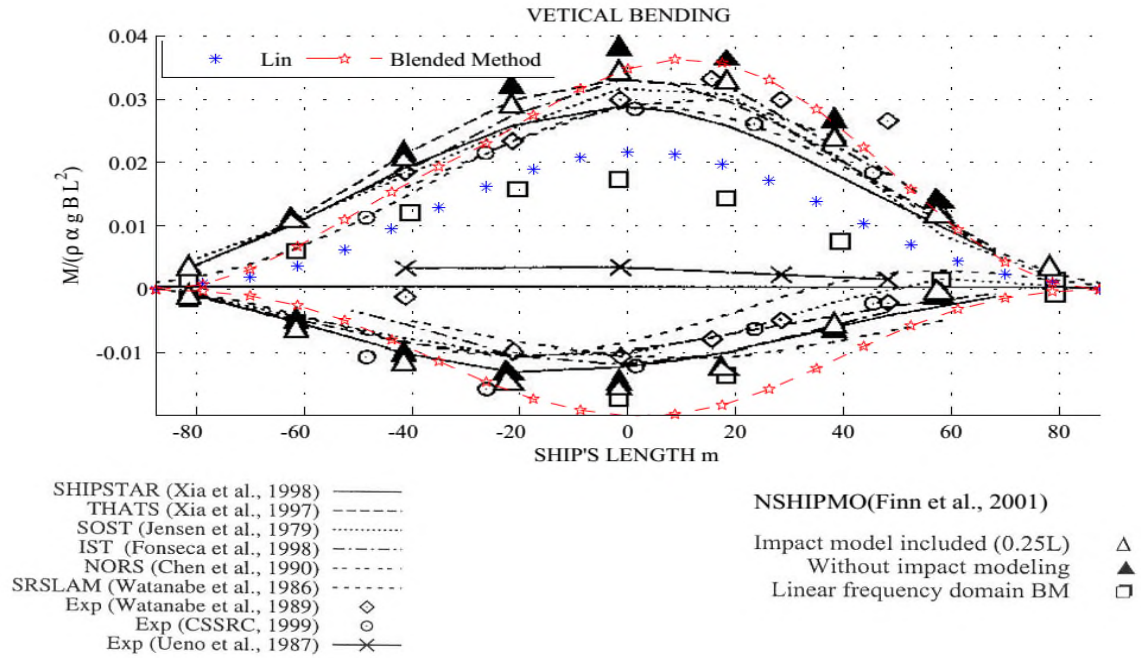 VETICAL BENDING
0.04
Lin
Blended Method
0.03
0.02
0.01
0
-0.01
M/(ρ α g B L²)
-80 -60 -40 -20 0 20 40 60 80
SHIP'S LENGTH m
SHIPSTAR (Xia et al., 1998)
THATS (Xia et al., 1997)
SOST (Jensen et al., 1979)
IST (Fonseca et al., 1998)
NORS (Chen et al., 1990)
SRSLAM (Watanabe et al., 1986)
Exp (Watanabe et al., 1989)
Exp (CSSRC, 1999)
Exp (Ueno et al., 1987)
NSHIPMO(Finn et al., 2001)
Impact model included (0.25L)
Without impact modeling
Linear frequency domain BM